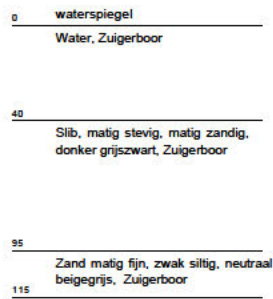 0 waterspiegel
Water, Zuigerboor
40
Slib, matig stevig, matig zandig,
donker grijszwart, Zuigerboor
95
Zand matig fijn, zwak siltig, neutraal
beigegrijs, Zuigerboor
115